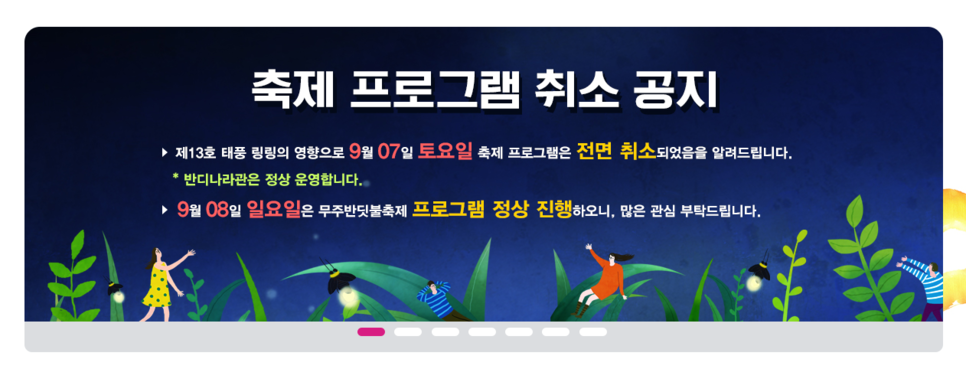 축제 프로그램 취소 공지
제13호 태풍 링링의 영향으로 9월 07일 토요일 축제 프로그램은 전면 취소되었음을 알려드립니다.
* 반디나라관은 정상 운영합니다.
9월 08일 일요일은 무주반딧불축제 프로그램 정상 진행하오니, 많은 관심 부탁드립니다.